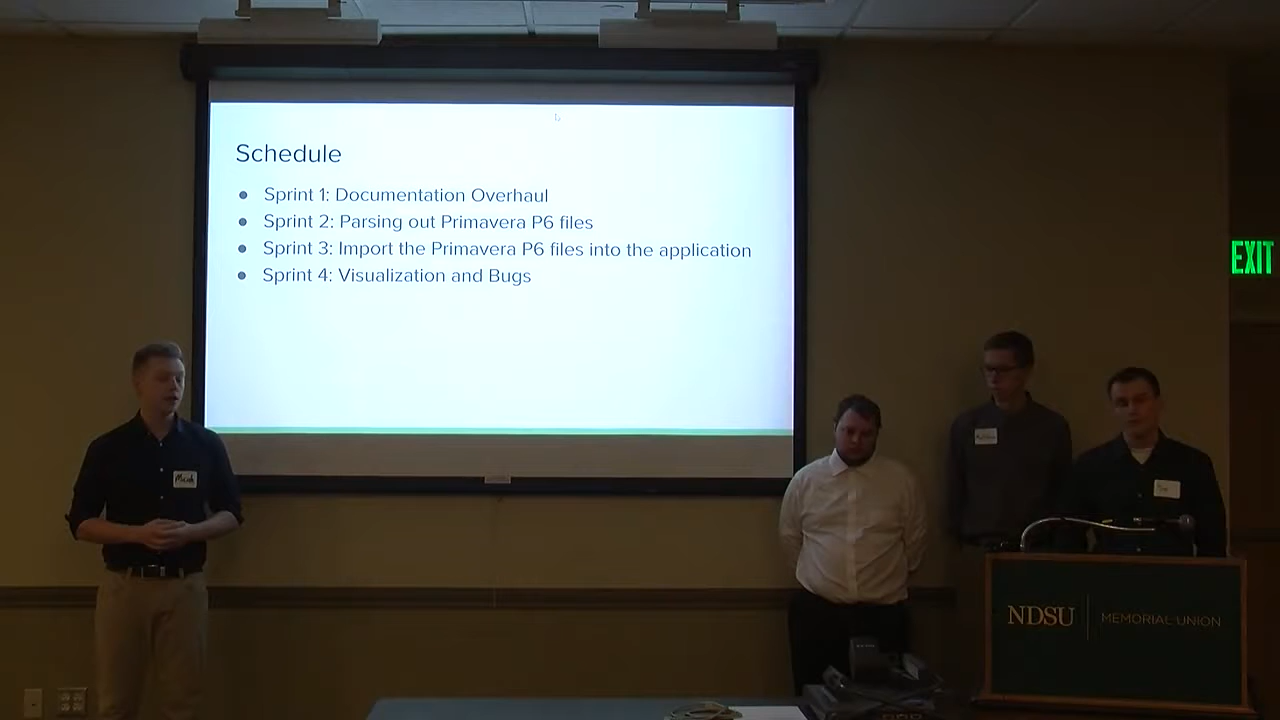 Schedule
● Sprint 1: Documentation Overhaul
● Sprint 2: Parsing out Primavera P6 files
● Sprint 3: Import the Primavera P6 files into the application
● Sprint 4: Visualization and Bugs
EXIT
Micah
NDSU MEMORIAL UNION